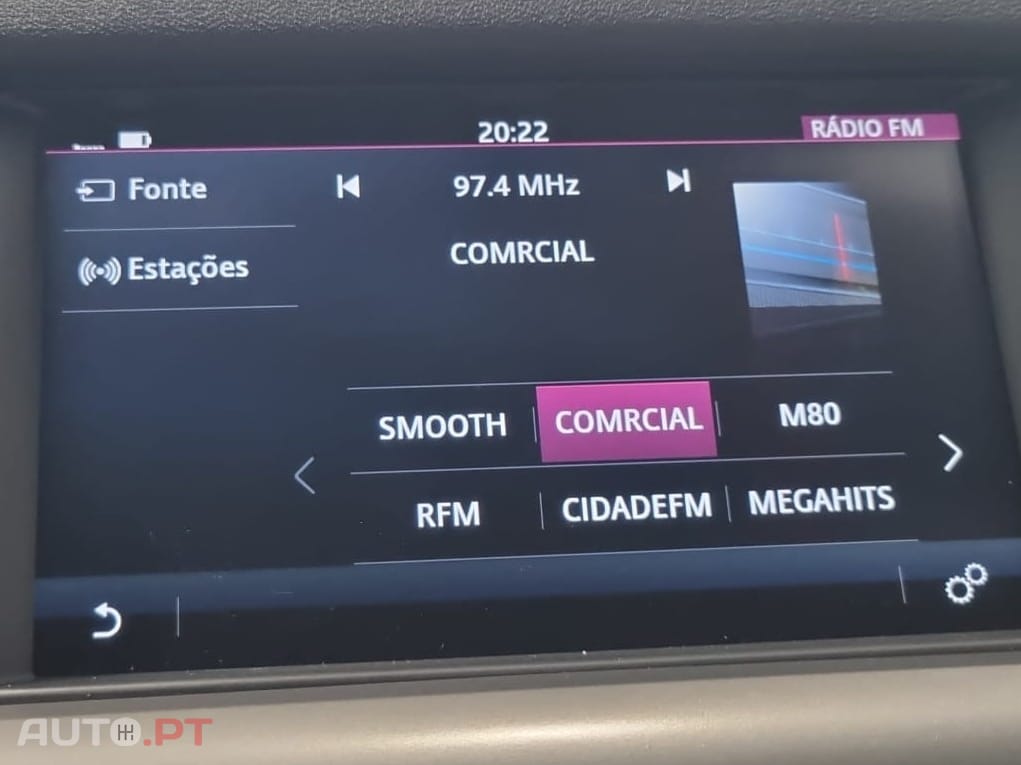 20:22
RÁDIO FM
Fonte
97.4 MHz
Estações
COMRCIAL
SMOOTH
COMRCIAL
M80
RFM
CIDADEFM
MEGAHITS
AUTO.PT